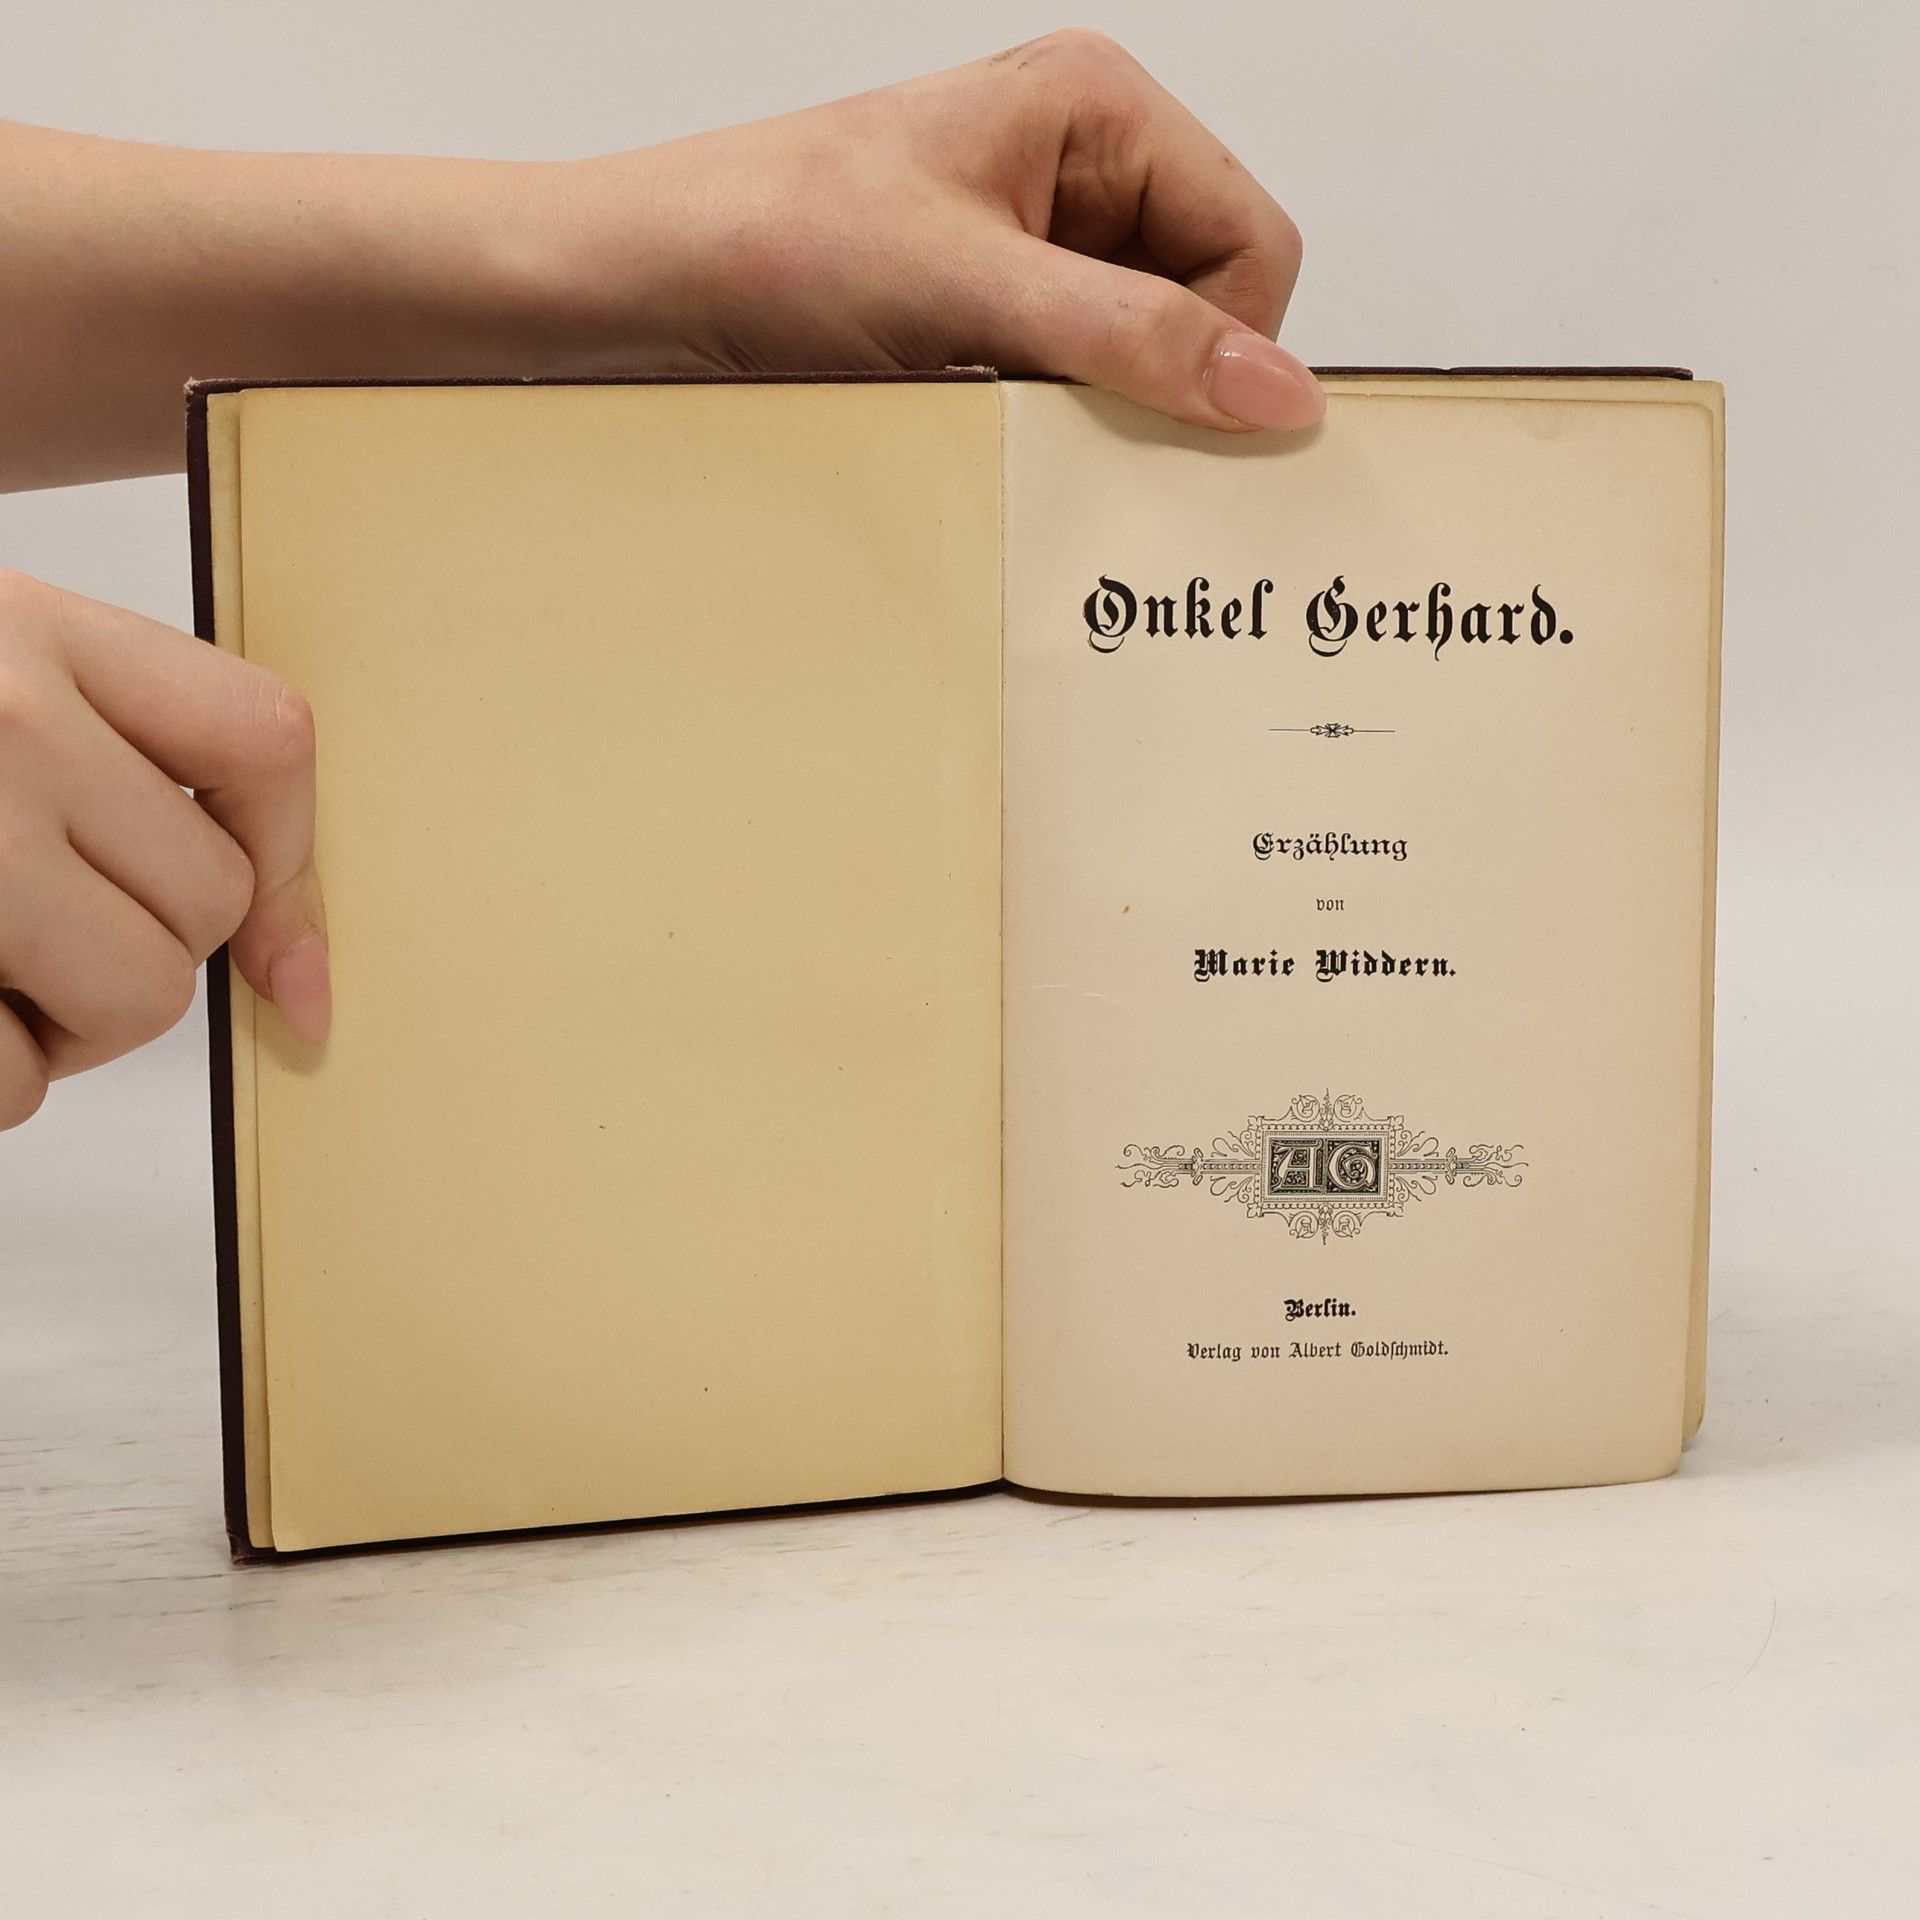 Onkel Gerhard.
Erzählung
von
Marie Widdern.
AG
Berlin.
Verlag von Albert Goldſchmidt.